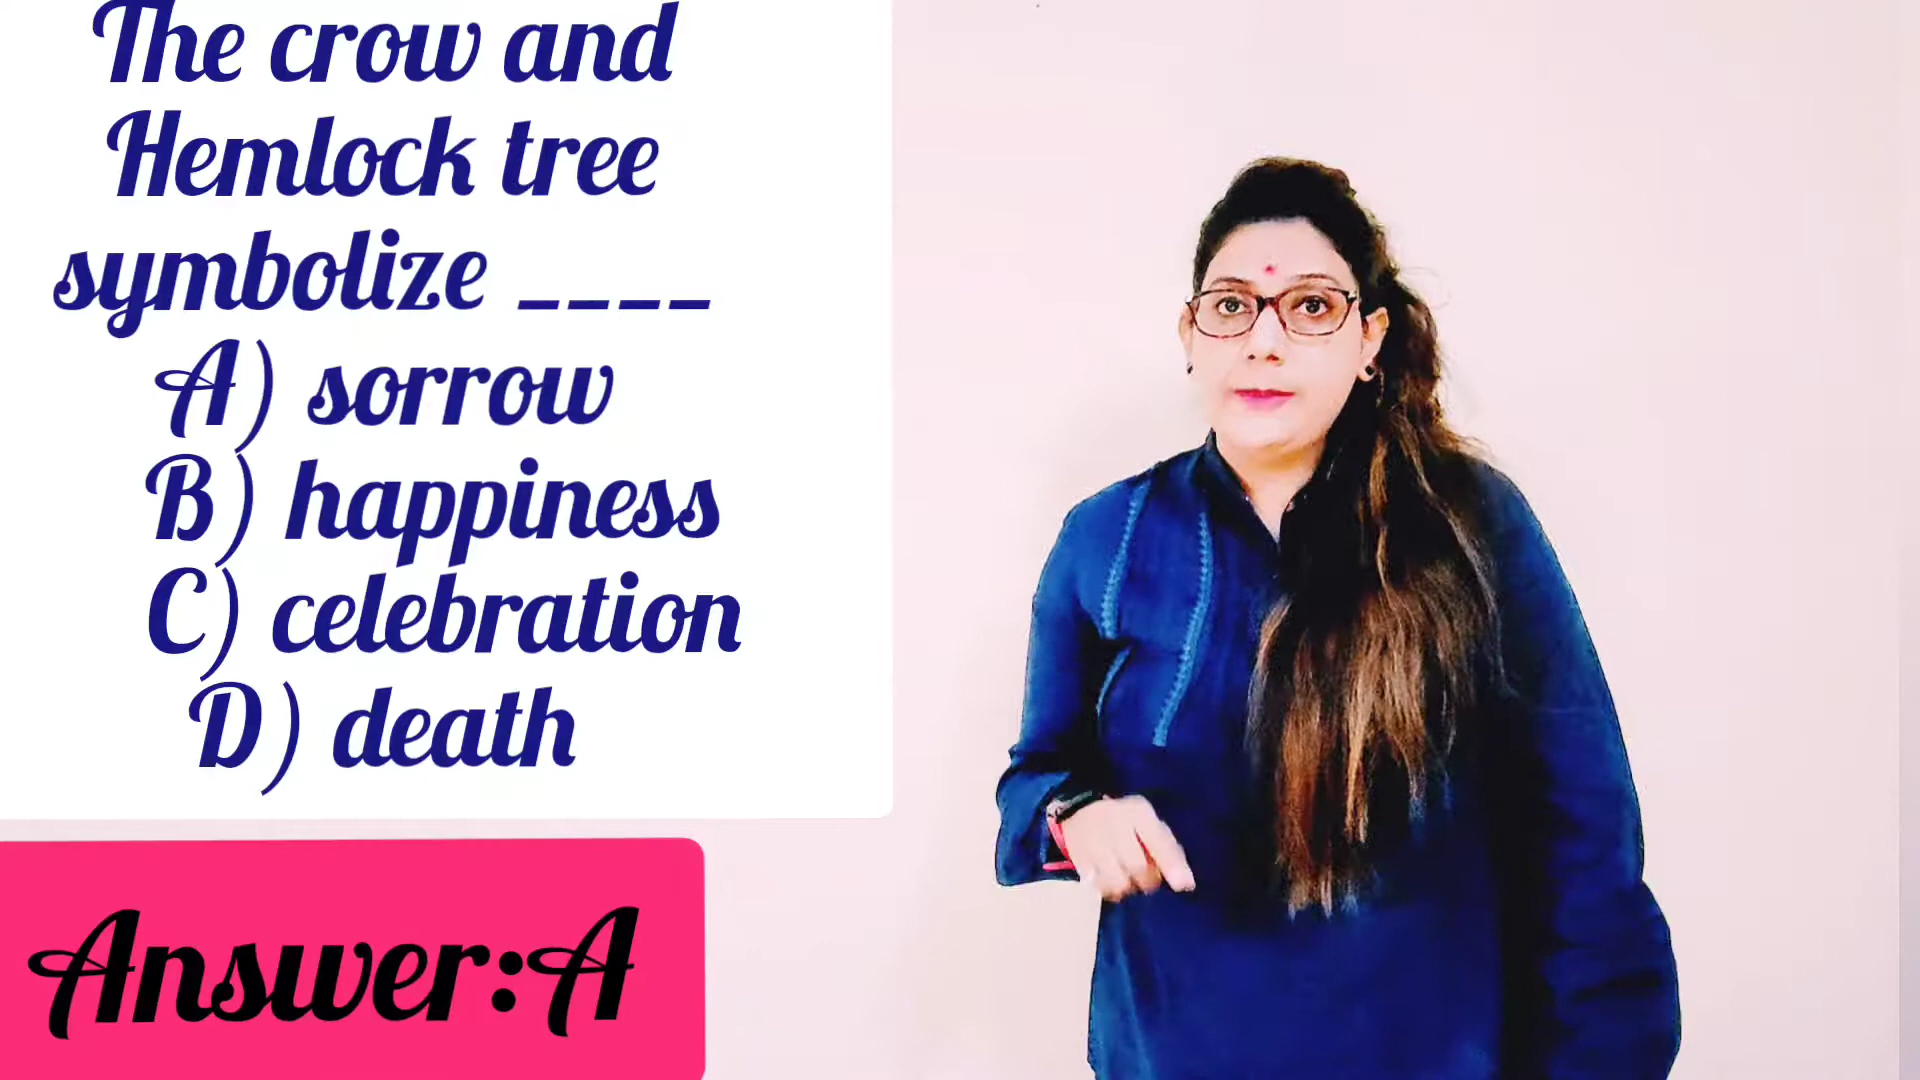 The crow and
Hemlock tree
symbolize ____
A) sorrow
B) happiness
C) celebration
D) death
Answer:A